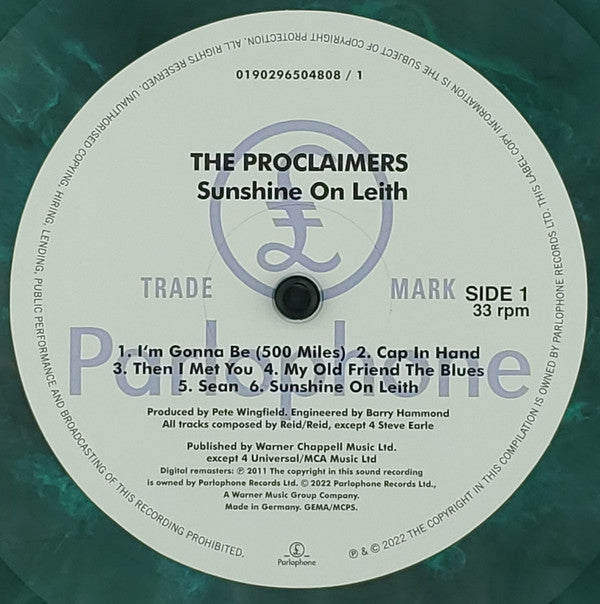 0190296504808 / 1
THE PROCLAIMERS
Sunshine On Leith
£
TRADE MARK
SIDE 1
33 rpm
Parlophone
1. I'm Gonna Be (500 Miles) 2. Cap In Hand
3. Then I Met You 4. My Old Friend The Blues
5. Sean 6. Sunshine On Leith
Produced by Pete Wingfield. Engineered by Barry Hammond
All tracks composed by Reid/Reid, except 4 Steve Earle
Published by Warner Chappell Music Ltd.
except 4 Universal/MCA Music Ltd
Digital remasters: ℗ 2011 The copyright in this sound recording
is owned by Parlophone Records Ltd. © 2022 Parlophone Records Ltd.,
A Warner Music Group Company.
Made in Germany. GEMA/MCPS.
£
Parlophone
℗ & © 2022 THE COPYRIGHT IN THIS COMPILATION IS OWNED BY PARLOPHONE RECORDS LTD. THIS LABEL COPY INFORMATION IS THE SUBJECT OF COPYRIGHT PROTECTION. ALL RIGHTS RESERVED. UNAUTHORISED COPYING, HIRING, LENDING, PUBLIC PERFORMANCE AND BROADCASTING OF THIS RECORDING PROHIBITED.